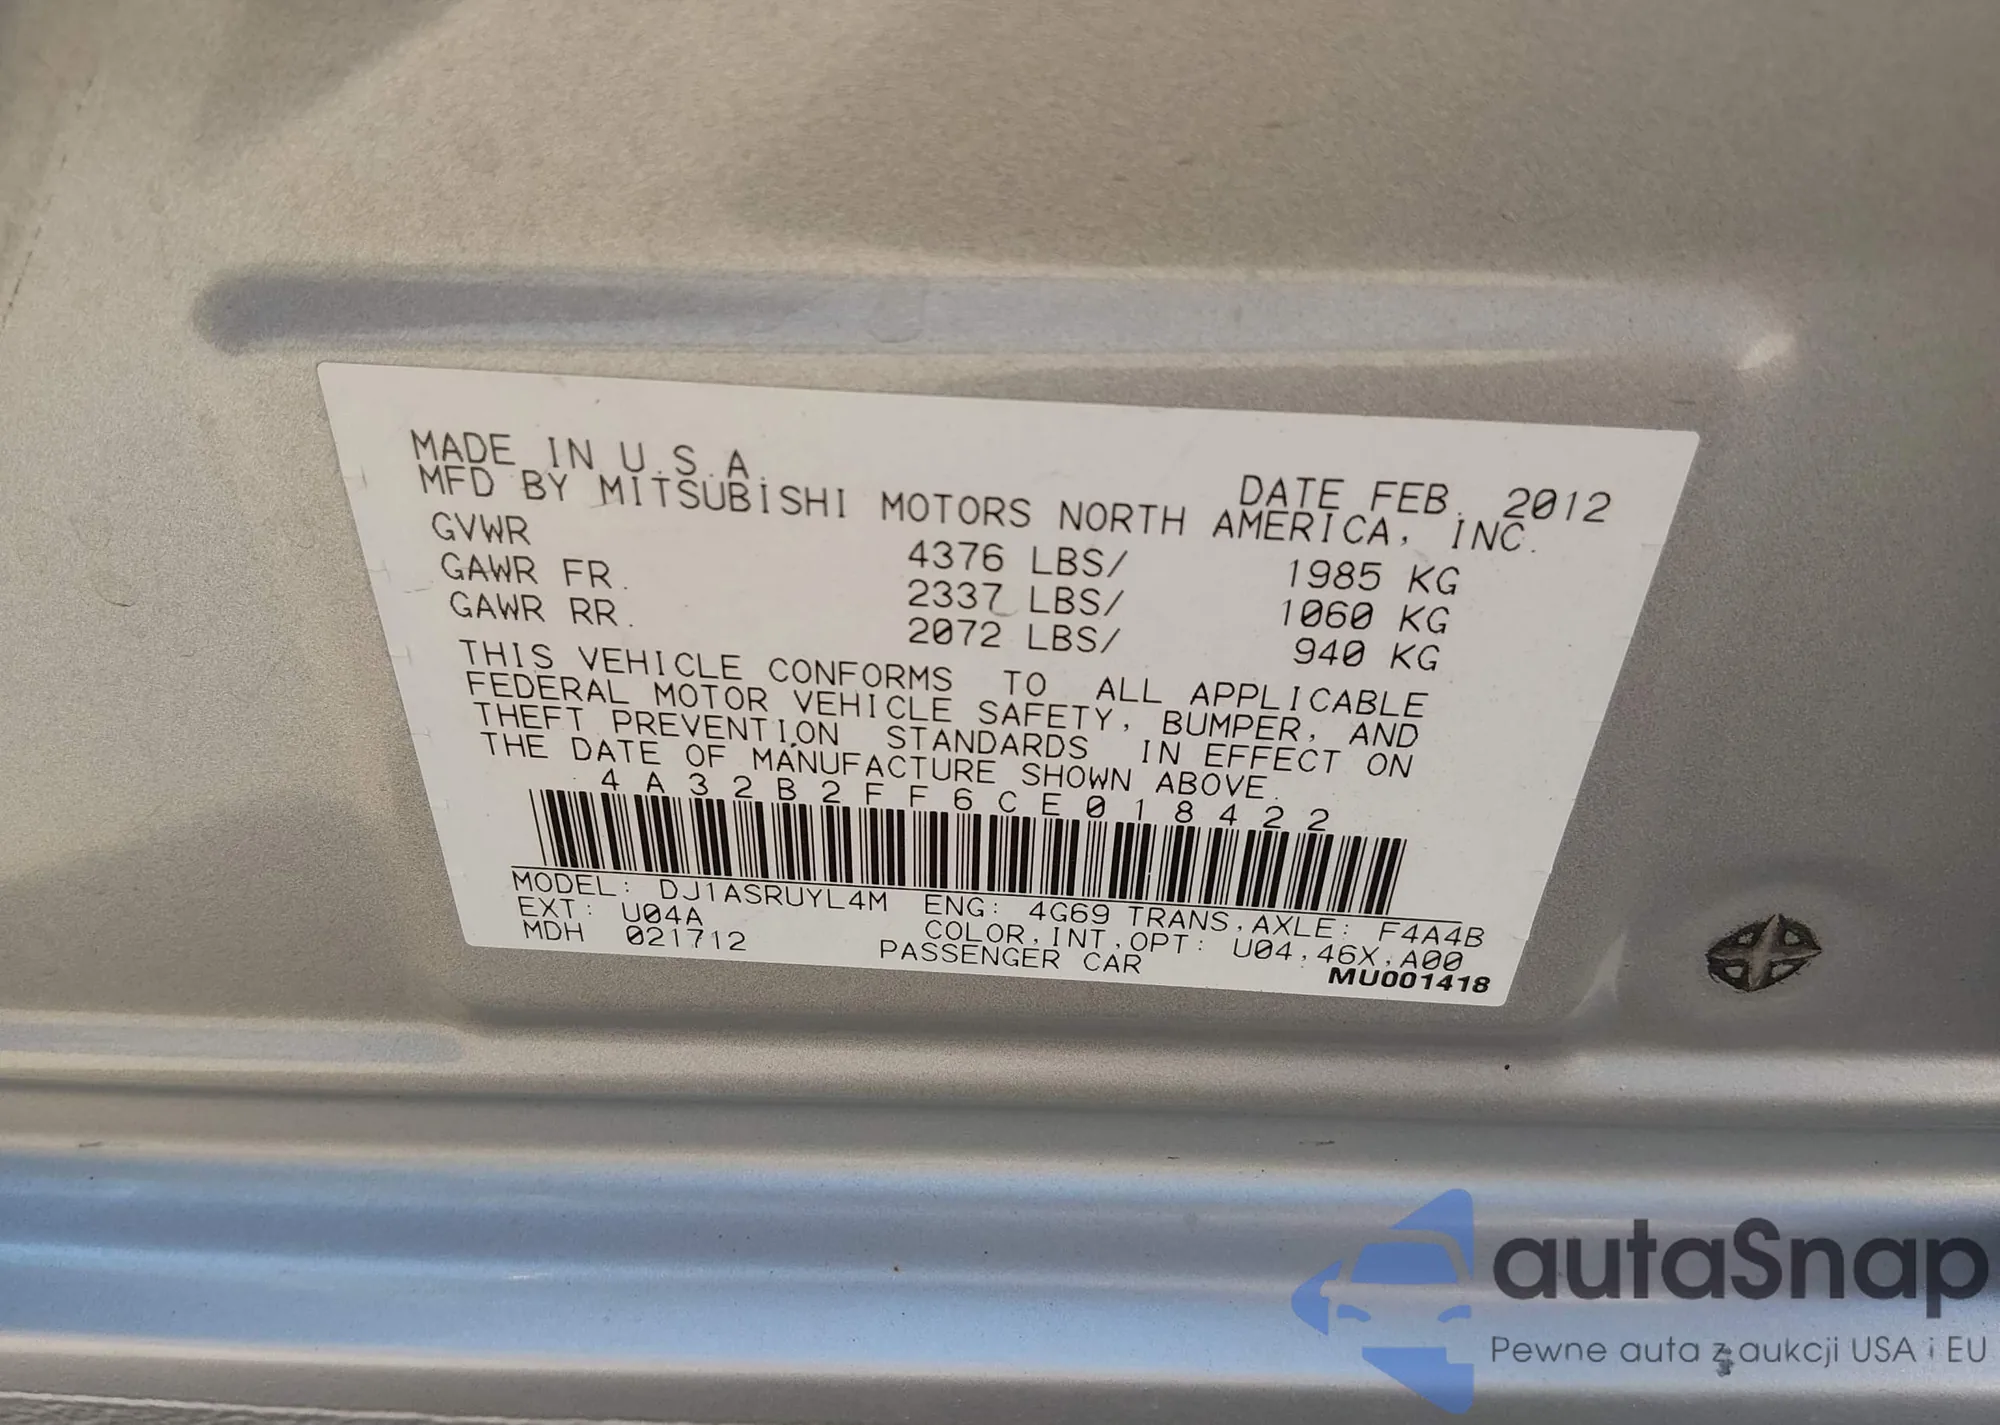 MADE IN U.S.A.
DATE FEB. 2012
MFD BY MITSUBISHI MOTORS NORTH AMERICA, INC.
GVWR 4376 LBS/ 1985 KG
GAWR FR. 2337 LBS/ 1060 KG
GAWR RR. 2072 LBS/ 940 KG
THIS VEHICLE CONFORMS TO ALL APPLICABLE
FEDERAL MOTOR VEHICLE SAFETY, BUMPER, AND
THEFT PREVENTION STANDARDS IN EFFECT ON
THE DATE OF MANUFACTURE SHOWN ABOVE.
4A32B2FF6CE018422
MODEL: DJ1ASRUYL4M ENG: 4G69 TRANS,AXLE: F4A4B
EXT: U04A COLOR,INT,OPT: U04,46X,A00
MDH 021712 PASSENGER CAR
MU001418
autaSnap
Pewne auta z aukcji USA i EU